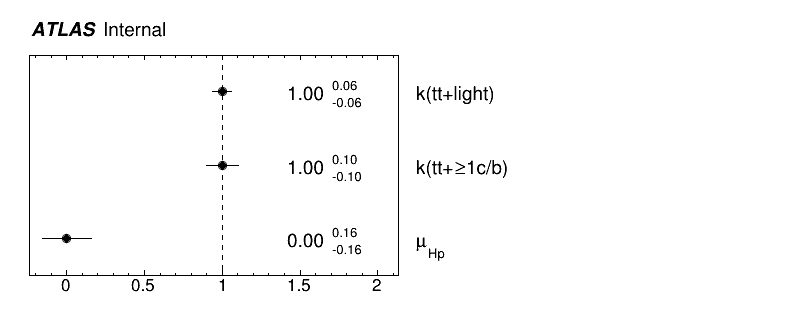 ATLAS Internal
1.00 0.06 -0.06 k(tt+light)
1.00 0.10 -0.10 k(tt+≥1c/b)
0.00 0.16 -0.16 μ Hp
0 0.5 1 1.5 2